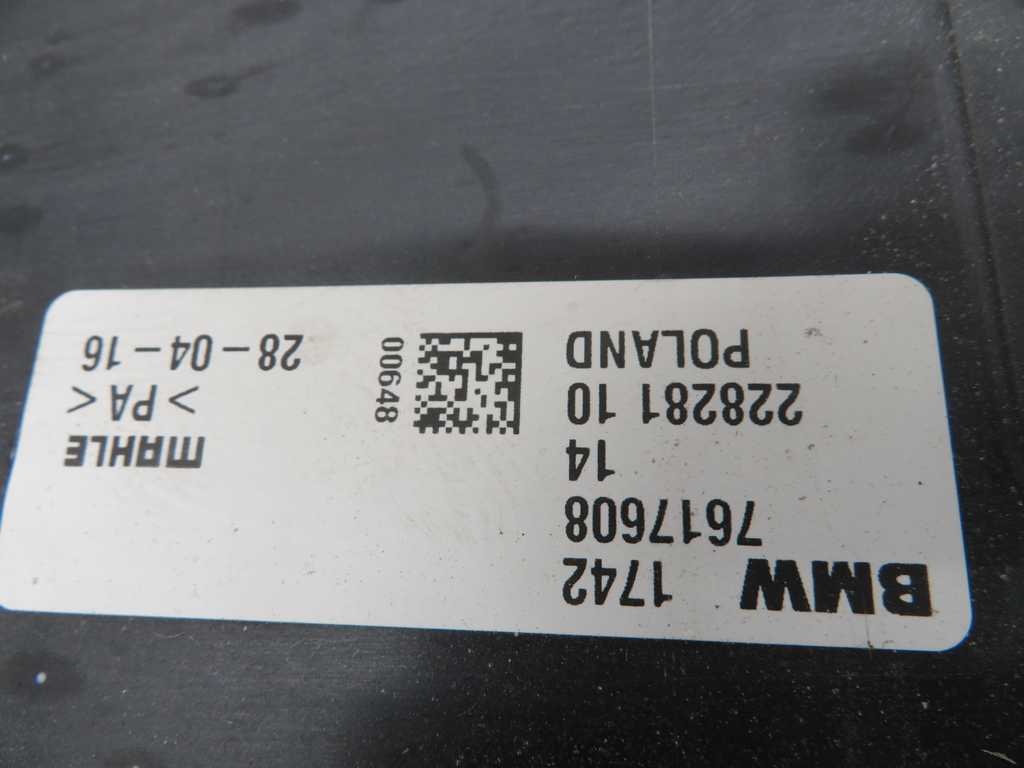 BMW 1742
7617608
14
228281 10
POLAND
00648
MAHLE
>PA<
28-04-16